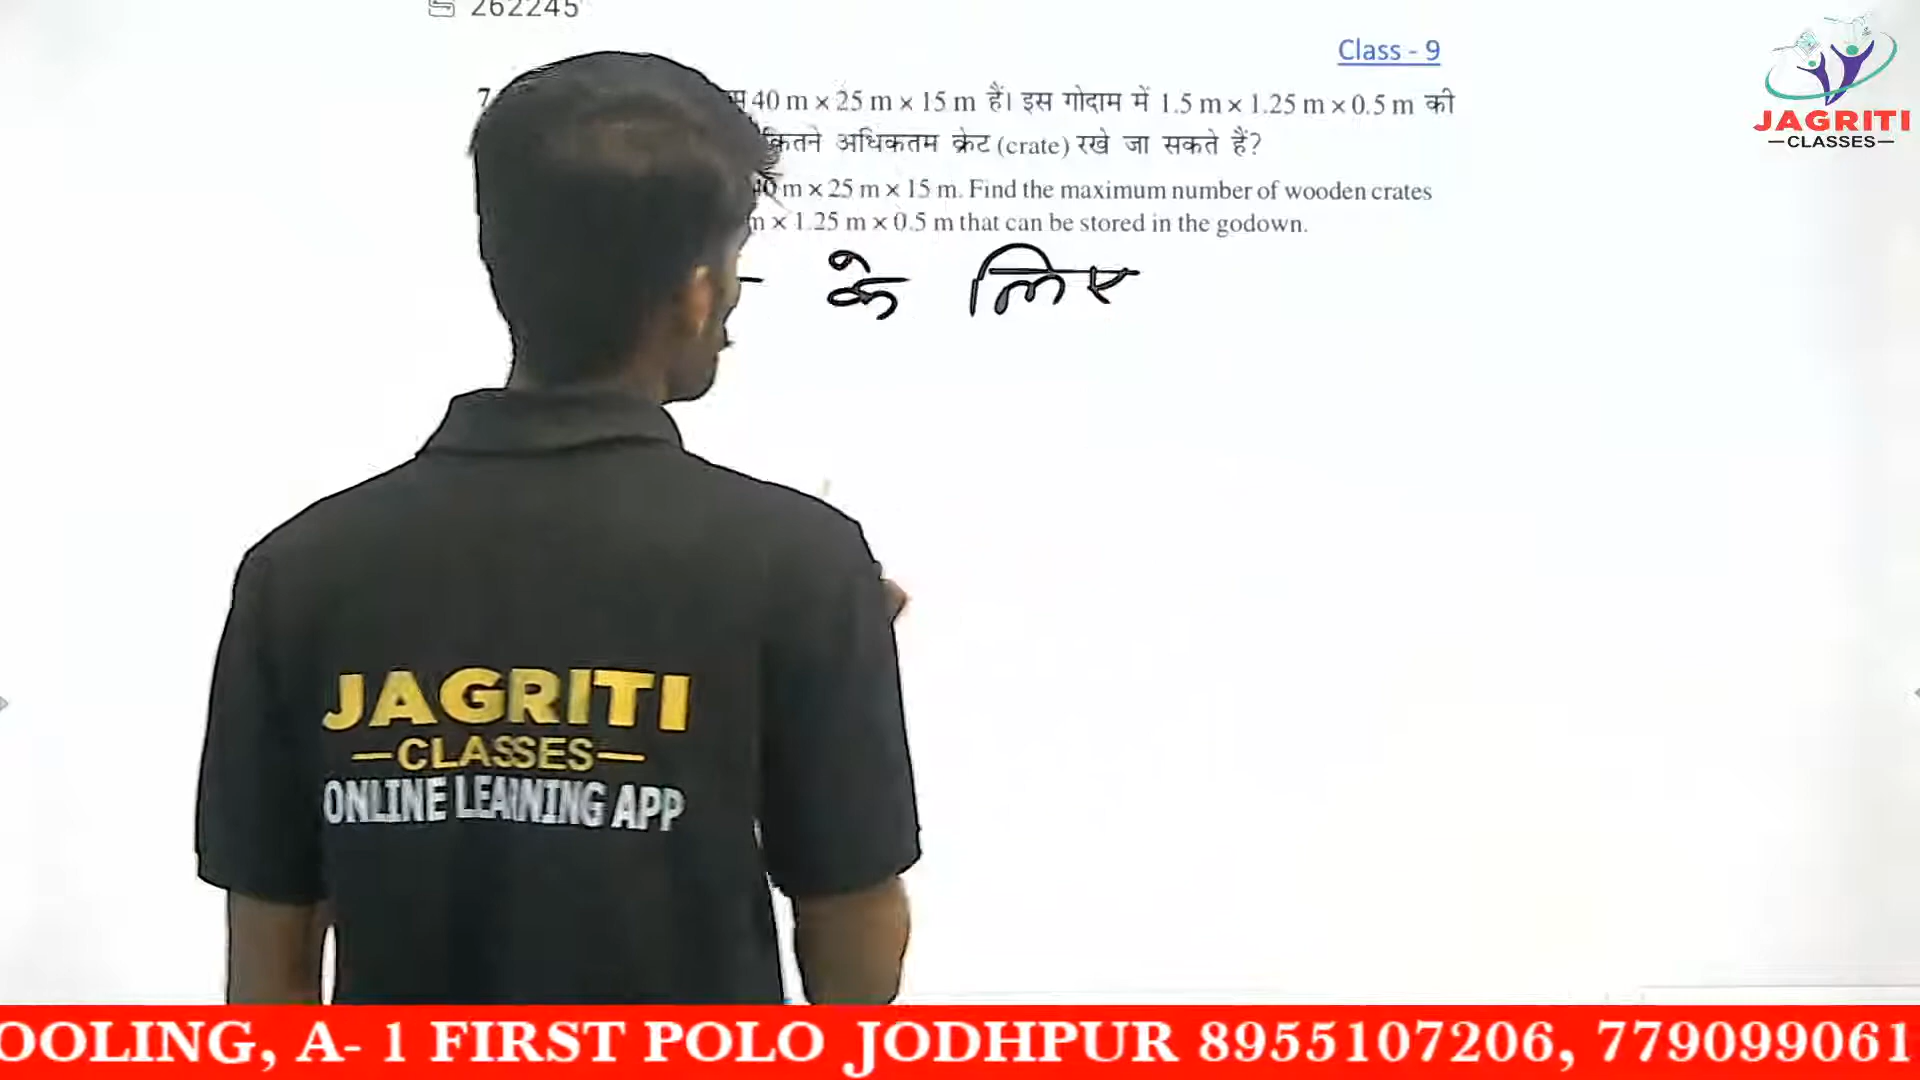 262245
Class - 9
JAGRITI
—CLASSES—
7
40 m × 25 m × 15 m हैं। इस गोदाम में 1.5 m × 1.25 m × 0.5 m की
कितने अधिकतम क्रेट (crate) रखे जा सकते हैं?
40 m × 25 m × 15 m. Find the maximum number of wooden crates
m × 1.25 m × 0.5 m that can be stored in the godown.
के लिए
JAGRITI
—CLASSES—
ONLINE LEARNING APP
OOLING, A- 1 FIRST POLO JODHPUR 8955107206, 779099061